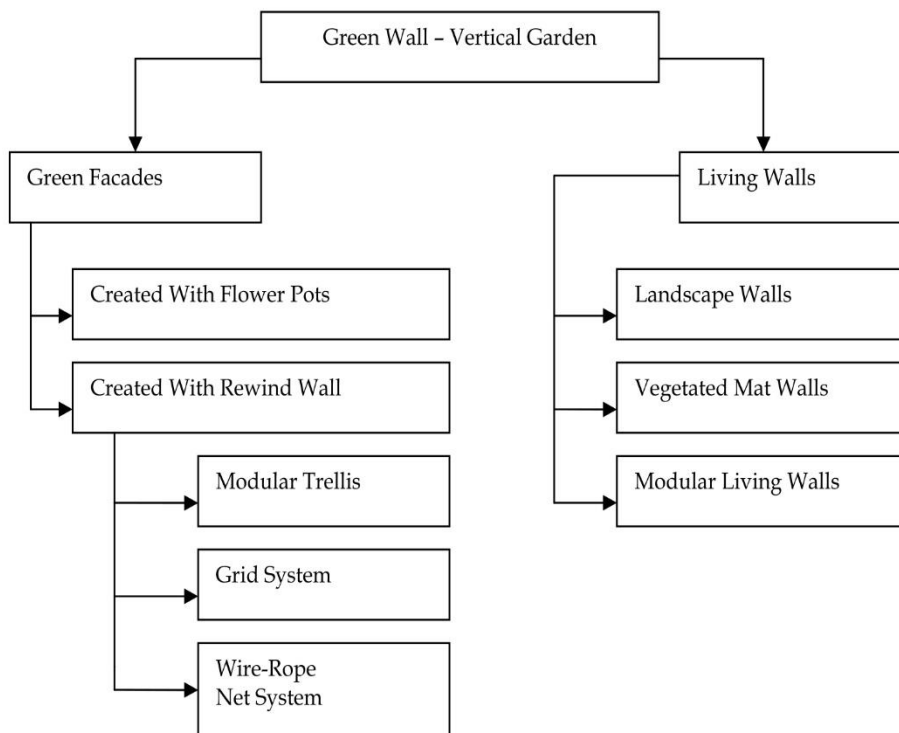 Green Wall – Vertical Garden
Green Facades
Living Walls
Created With Flower Pots
Landscape Walls
Created With Rewind Wall
Vegetated Mat Walls
Modular Trellis
Modular Living Walls
Grid System
Wire-Rope
Net System